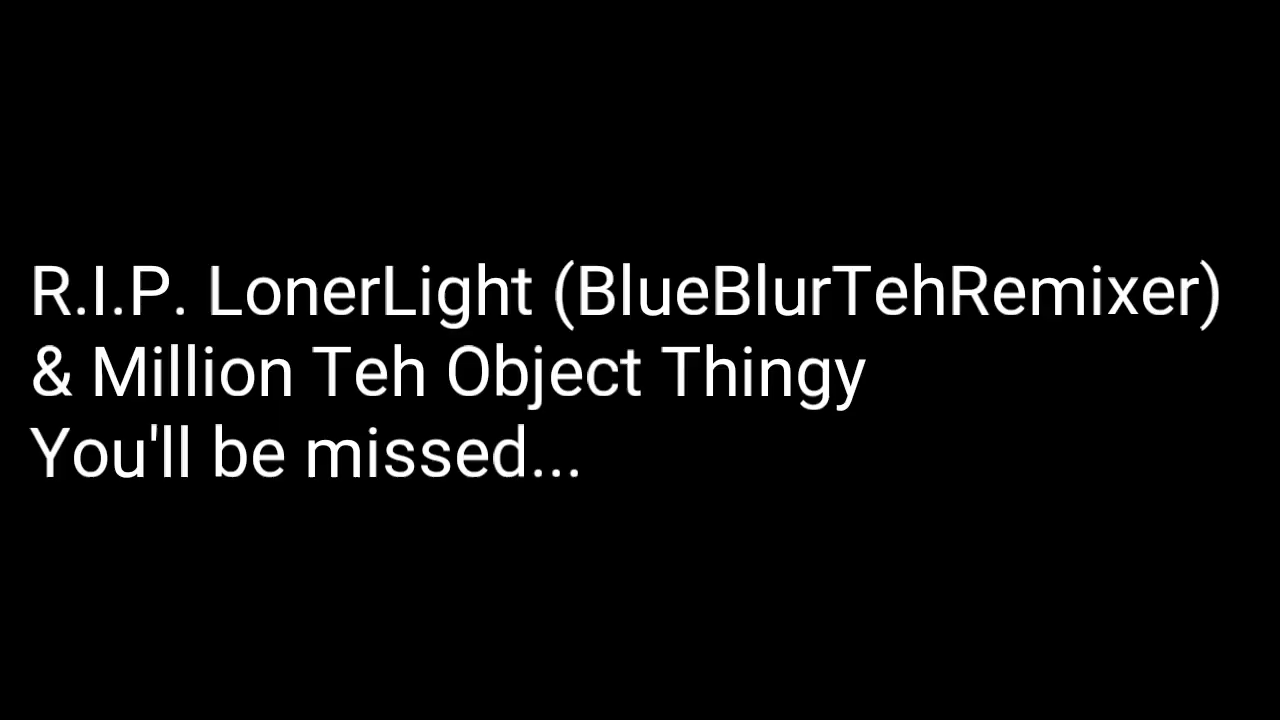 R.I.P. LonerLight (BlueBlurTehRemixer)
& Million Teh Object Thingy
You'll be missed...